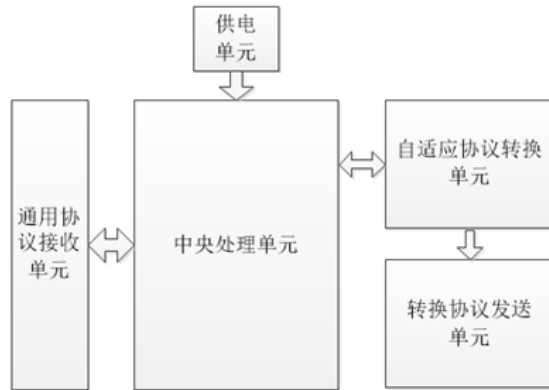 供电
单元
通用协
议接收
单元
中央处理单元
自适应协议转换
单元
转换协议发送
单元